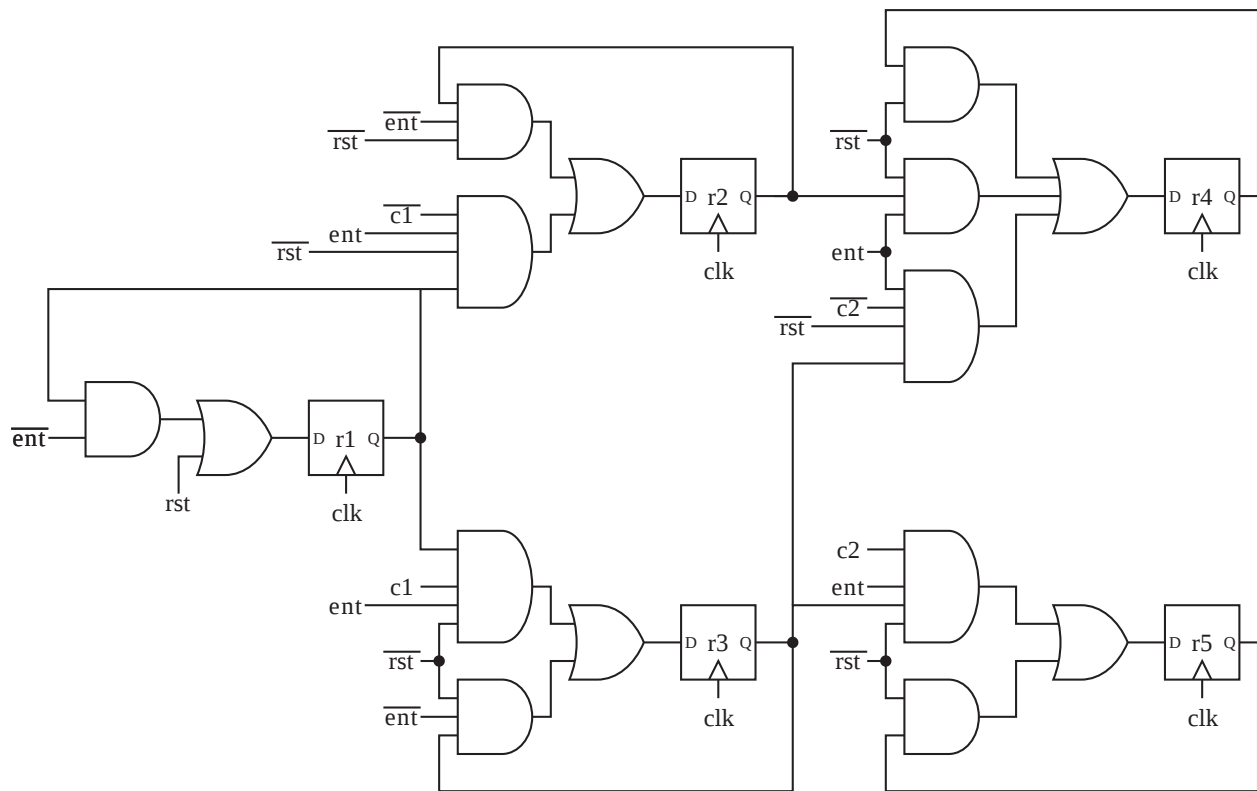 ent
rst
rst
D r2 Q
clk
c1
ent
rst
rst
D r4 Q
clk
ent
c2
rst
ent
rst
D r1 Q
clk
c1
ent
rst
ent
D r3 Q
clk
c2
ent
rst
D r5 Q
clk